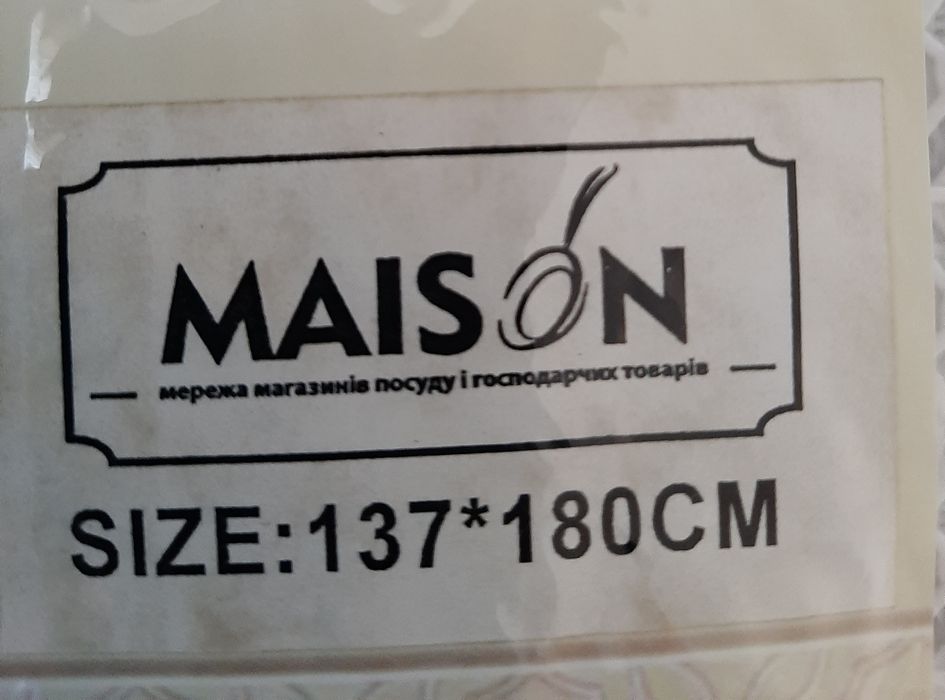 MAISON
мережа магазинів посуду і господарчих товарів
SIZE:137*180CM